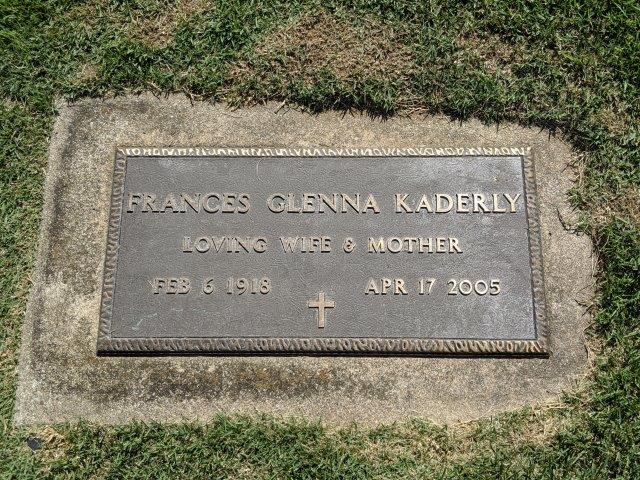 FRANCES GLENNA KADERLY
LOVING WIFE & MOTHER
FEB 6 1918 APR 17 2005